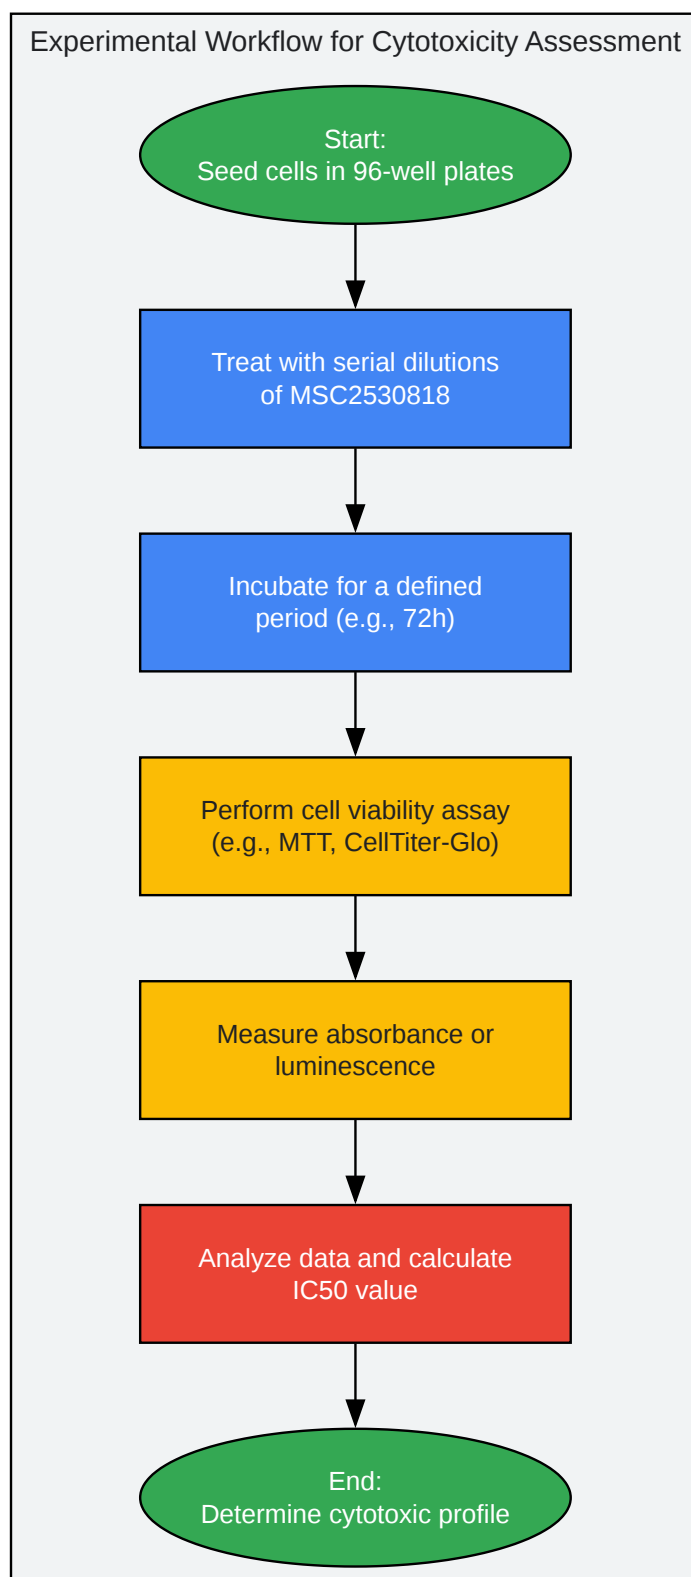 Experimental Workflow for Cytotoxicity Assessment
Start:
Seed cells in 96-well plates
Treat with serial dilutions
of MSC2530818
Incubate for a defined
period (e.g., 72h)
Perform cell viability assay
(e.g., MTT, CellTiter-Glo)
Measure absorbance or
luminescence
Analyze data and calculate
IC50 value
End:
Determine cytotoxic profile